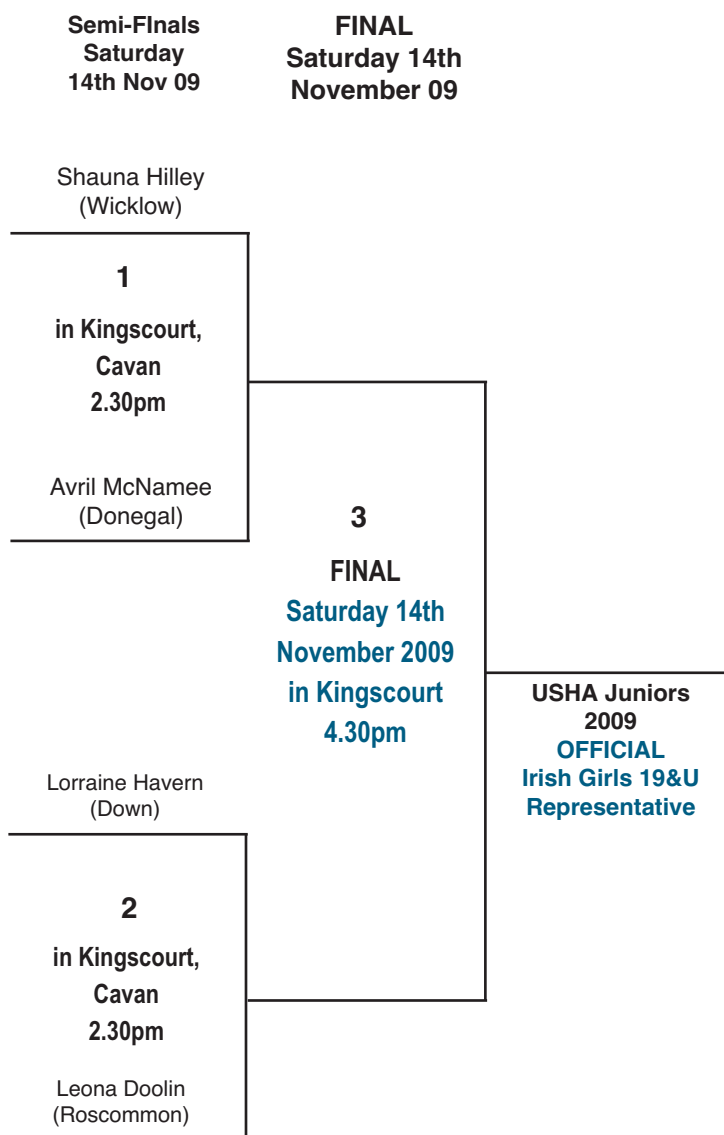 Semi-FInals
Saturday
14th Nov 09
FINAL
Saturday 14th
November 09
Shauna Hilley
(Wicklow)
1
in Kingscourt,
Cavan
2.30pm
Avril McNamee
(Donegal)
3
FINAL
Saturday 14th
November 2009
in Kingscourt
4.30pm
USHA Juniors
2009
OFFICIAL
Irish Girls 19&U
Representative
Lorraine Havern
(Down)
2
in Kingscourt,
Cavan
2.30pm
Leona Doolin
(Roscommon)